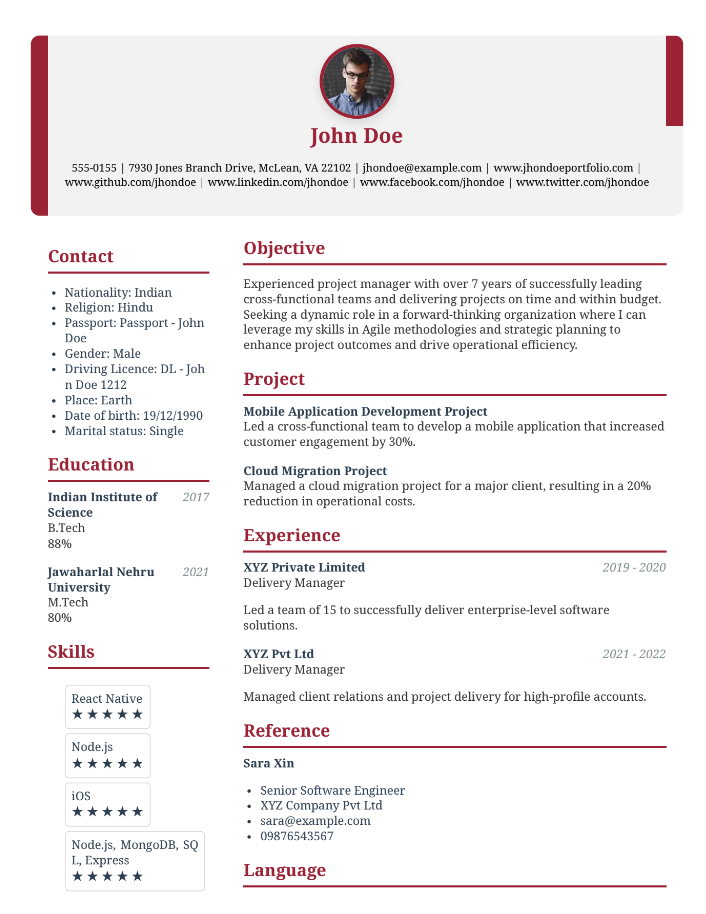 John Doe
555-0155 | 7930 Jones Branch Drive, McLean, VA 22102 | jhondoe@example.com | www.jhondoeportfolio.com |
www.github.com/jhondoe | www.linkedin.com/jhondoe | www.facebook.com/jhondoe | www.twitter.com/jhondoe
Contact
• Nationality: Indian
• Religion: Hindu
• Passport: Passport - John
Doe
• Gender: Male
• Driving Licence: DL - Joh
n Doe 1212
• Place: Earth
• Date of birth: 19/12/1990
• Marital status: Single
Education
Indian Institute of 2017
Science
B.Tech
88%
Jawaharlal Nehru 2021
University
M.Tech
80%
Skills
React Native
★★★★★
Node.js
★★★★★
iOS
★★★★★
Node.js, MongoDB, SQ
L, Express
★★★★★
Objective
Experienced project manager with over 7 years of successfully leading
cross-functional teams and delivering projects on time and within budget.
Seeking a dynamic role in a forward-thinking organization where I can
leverage my skills in Agile methodologies and strategic planning to
enhance project outcomes and drive operational efficiency.
Project
Mobile Application Development Project
Led a cross-functional team to develop a mobile application that increased
customer engagement by 30%.
Cloud Migration Project
Managed a cloud migration project for a major client, resulting in a 20%
reduction in operational costs.
Experience
XYZ Private Limited 2019 - 2020
Delivery Manager
Led a team of 15 to successfully deliver enterprise-level software
solutions.
XYZ Pvt Ltd 2021 - 2022
Delivery Manager
Managed client relations and project delivery for high-profile accounts.
Reference
Sara Xin
• Senior Software Engineer
• XYZ Company Pvt Ltd
• sara@example.com
• 09876543567
Language